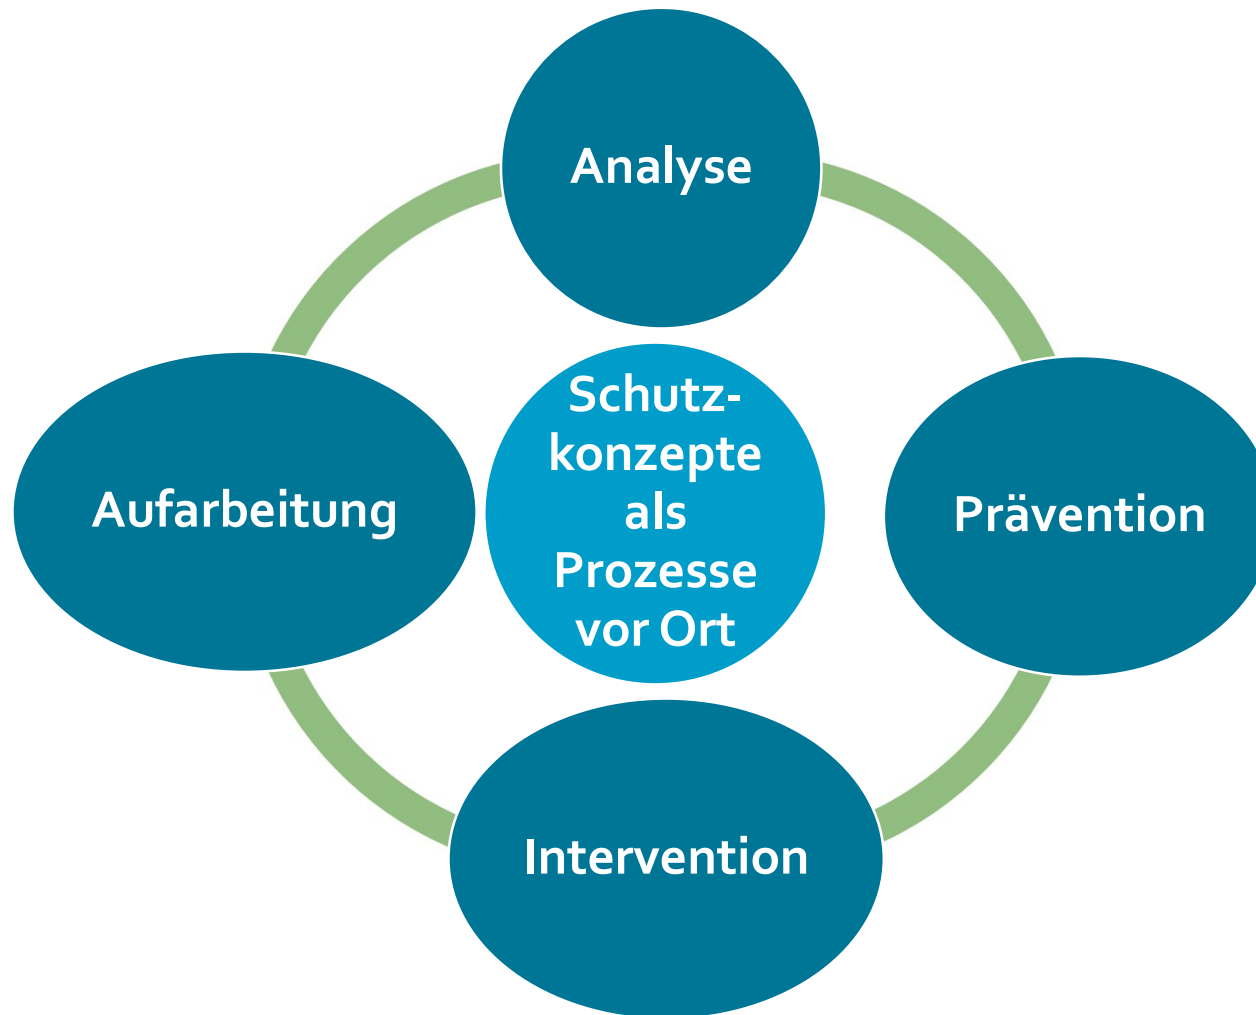 Analyse
Schutz-
konzepte
als
Prozesse
vor Ort
Aufarbeitung
Prävention
Intervention